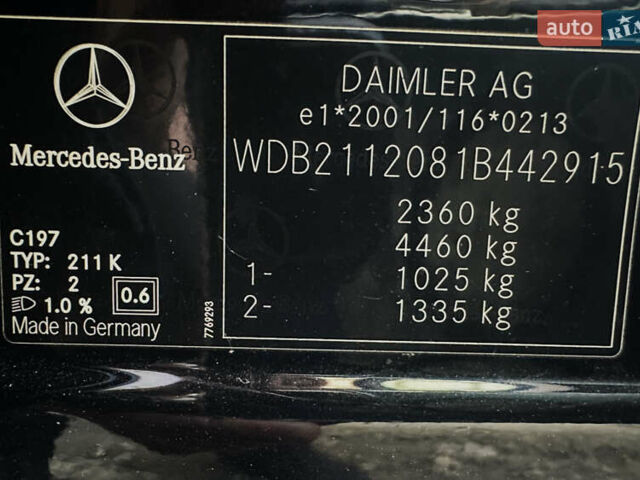 auto RIA
DAIMLER AG
e1*2001/116*0213
Mercedes-Benz
WDB2112081B442915
2360 kg
4460 kg
1- 1025 kg
2- 1335 kg
C197
TYP: 211 K
PZ: 2
1.0 % 0.6
Made in Germany
7769293